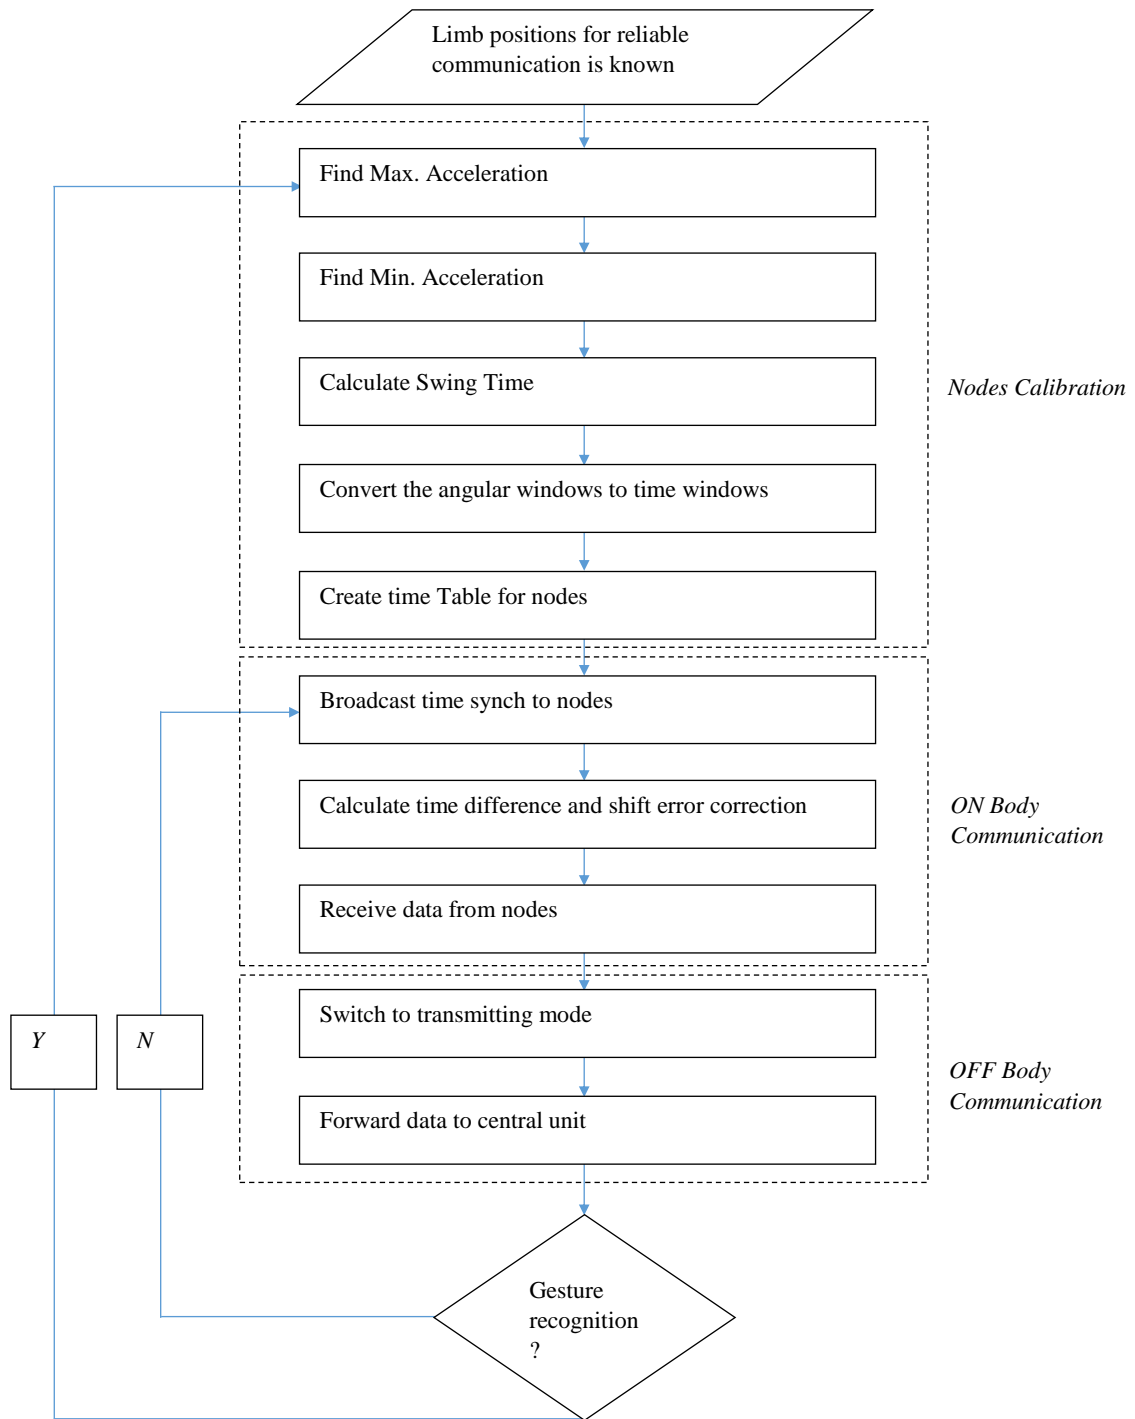 Limb positions for reliable
communication is known
Find Max. Acceleration
Find Min. Acceleration
Calculate Swing Time
Nodes Calibration
Convert the angular windows to time windows
Create time Table for nodes
Broadcast time synch to nodes
Calculate time difference and shift error correction
ON Body
Communication
Receive data from nodes
Switch to transmitting mode
Y
N
OFF Body
Communication
Forward data to central unit
Gesture
recognition
?